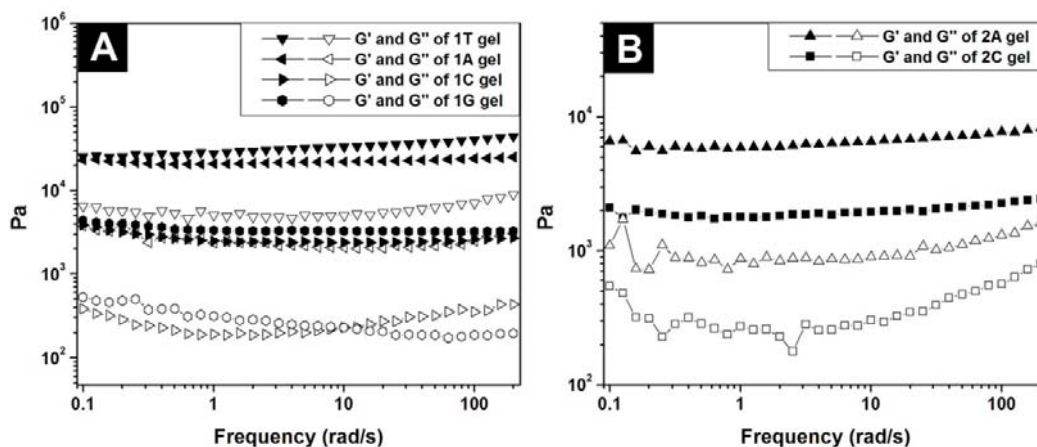 A
G' and G" of 1T gel
G' and G" of 1A gel
G' and G" of 1C gel
G' and G" of 1G gel
Pa
10^6
10^5
10^4
10^3
10^2
0.1 1 10 100
Frequency (rad/s)
B
G' and G" of 2A gel
G' and G" of 2C gel
Pa
10^4
10^3
10^2
0.1 1 10 100
Frequency (rad/s)